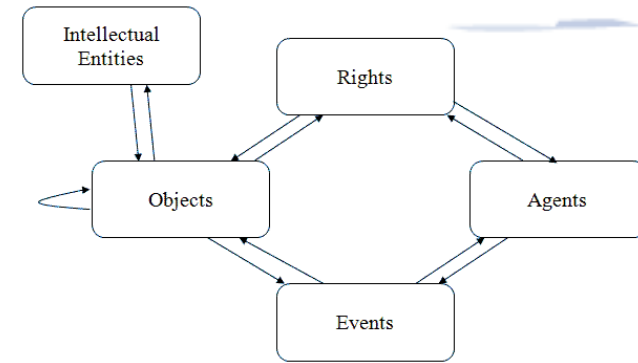 Intellectual
Entities
Rights
Objects
Agents
Events